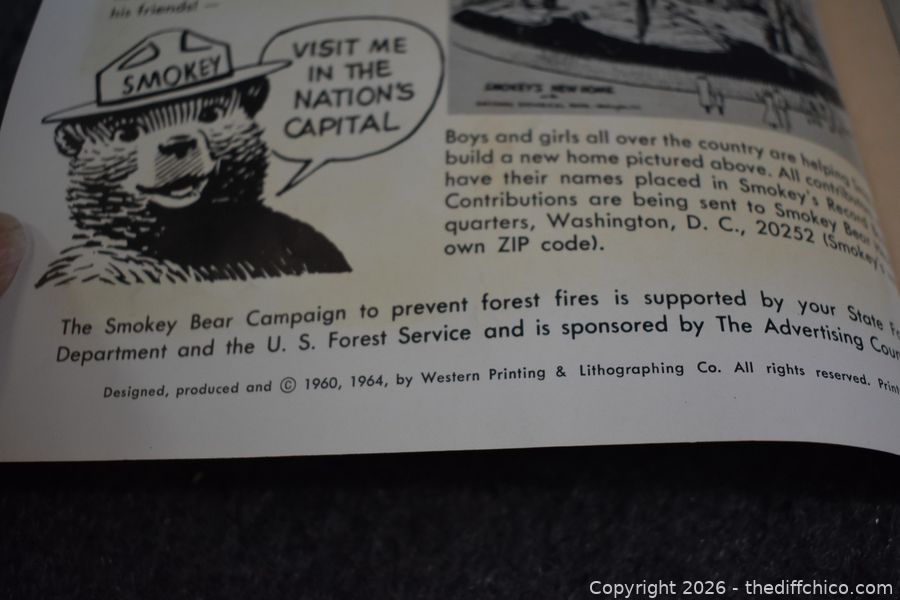 his friends! —
SMOKEY
VISIT ME
IN THE
NATION'S
CAPITAL
SMOKEY'S NEW HOME
Boys and girls all over the country are helping
build a new home pictured above. All
have their names placed in Smokey's Record
Contributions are being sent to Smokey Bear
quarters, Washington, D. C., 20252 (Smokey's
own ZIP code).
The Smokey Bear Campaign to prevent forest fires is supported by your State
Department and the U. S. Forest Service and is sponsored by The Advertising
Designed, produced and © 1960, 1964, by Western Printing & Lithographing Co. All rights reserved.
Copyright 2026 - thediffchico.com